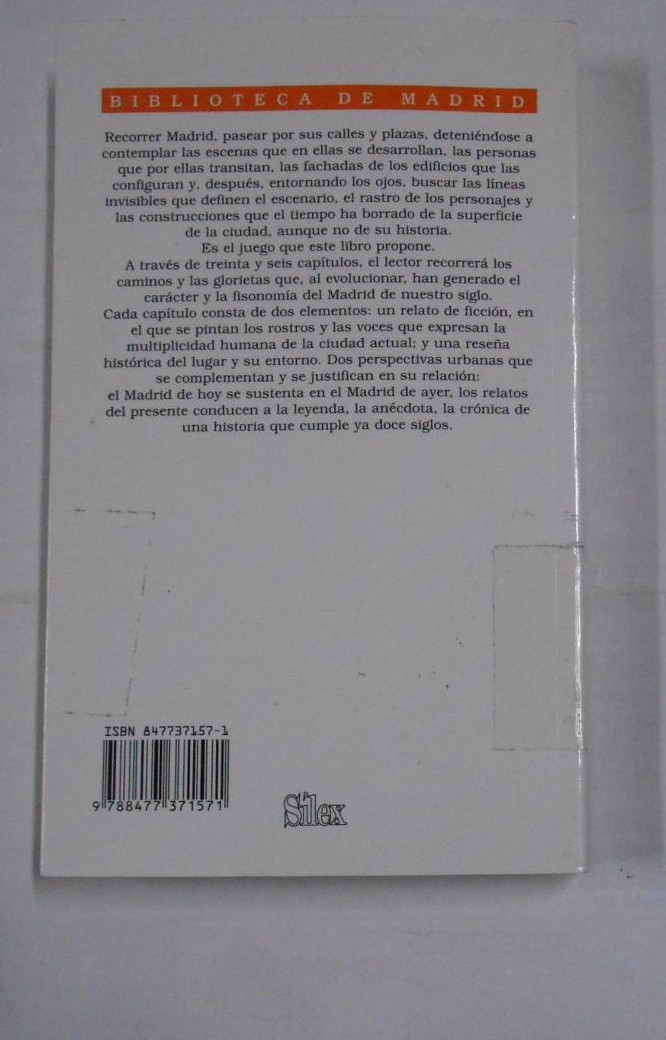 BIBLIOTECA DE MADRID
Recorrer Madrid, pasear por sus calles y plazas, deteniéndose a
contemplar las escenas que en ellas se desarrollan, las personas
que por ellas transitan, las fachadas de los edificios que las
configuran y, después, entornando los ojos, buscar las líneas
invisibles que definen el escenario, el rastro de los personajes y
las construcciones que el tiempo ha borrado de la superficie
de la ciudad, aunque no de su historia.
Es el juego que este libro propone.
A través de treinta y seis capítulos, el lector recorrerá los
caminos y las glorietas que, al evolucionar, han generado el
carácter y la fisonomía del Madrid de nuestro siglo.
Cada capítulo consta de dos elementos: un relato de ficción, en
el que se pintan los rostros y las voces que expresan la
multiplicidad humana de la ciudad actual; y una reseña
histórica del lugar y su entorno. Dos perspectivas urbanas que
se complementan y se justifican en su relación:
el Madrid de hoy se sustenta en el Madrid de ayer, los relatos
del presente conducen a la leyenda, la anécdota, la crónica de
una historia que cumple ya doce siglos.
ISBN 847737157-1
9 788477 371571
Sílex